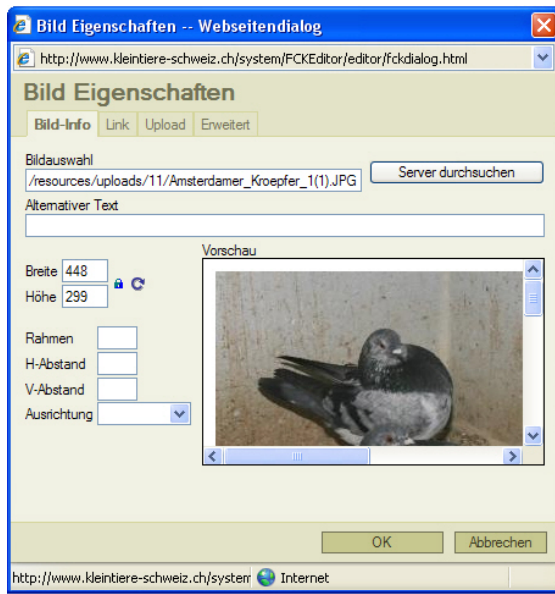 Bild Eigenschaften -- Webseitendialog
http://www.kleintiere-schweiz.ch/system/FCKEditor/editor/fckdialog.html
Bild Eigenschaften
Bild-Info Link Upload Erweitert
Bildauswahl
/resources/uploads/11/Amsterdamer_Kroepfer_1(1).JPG Server durchsuchen
Alternativer Text
Vorschau
Breite 448
Höhe 299
Rahmen
H-Abstand
V-Abstand
Ausrichtung
OK Abbrechen
http://www.kleintiere-schweiz.ch/system Internet